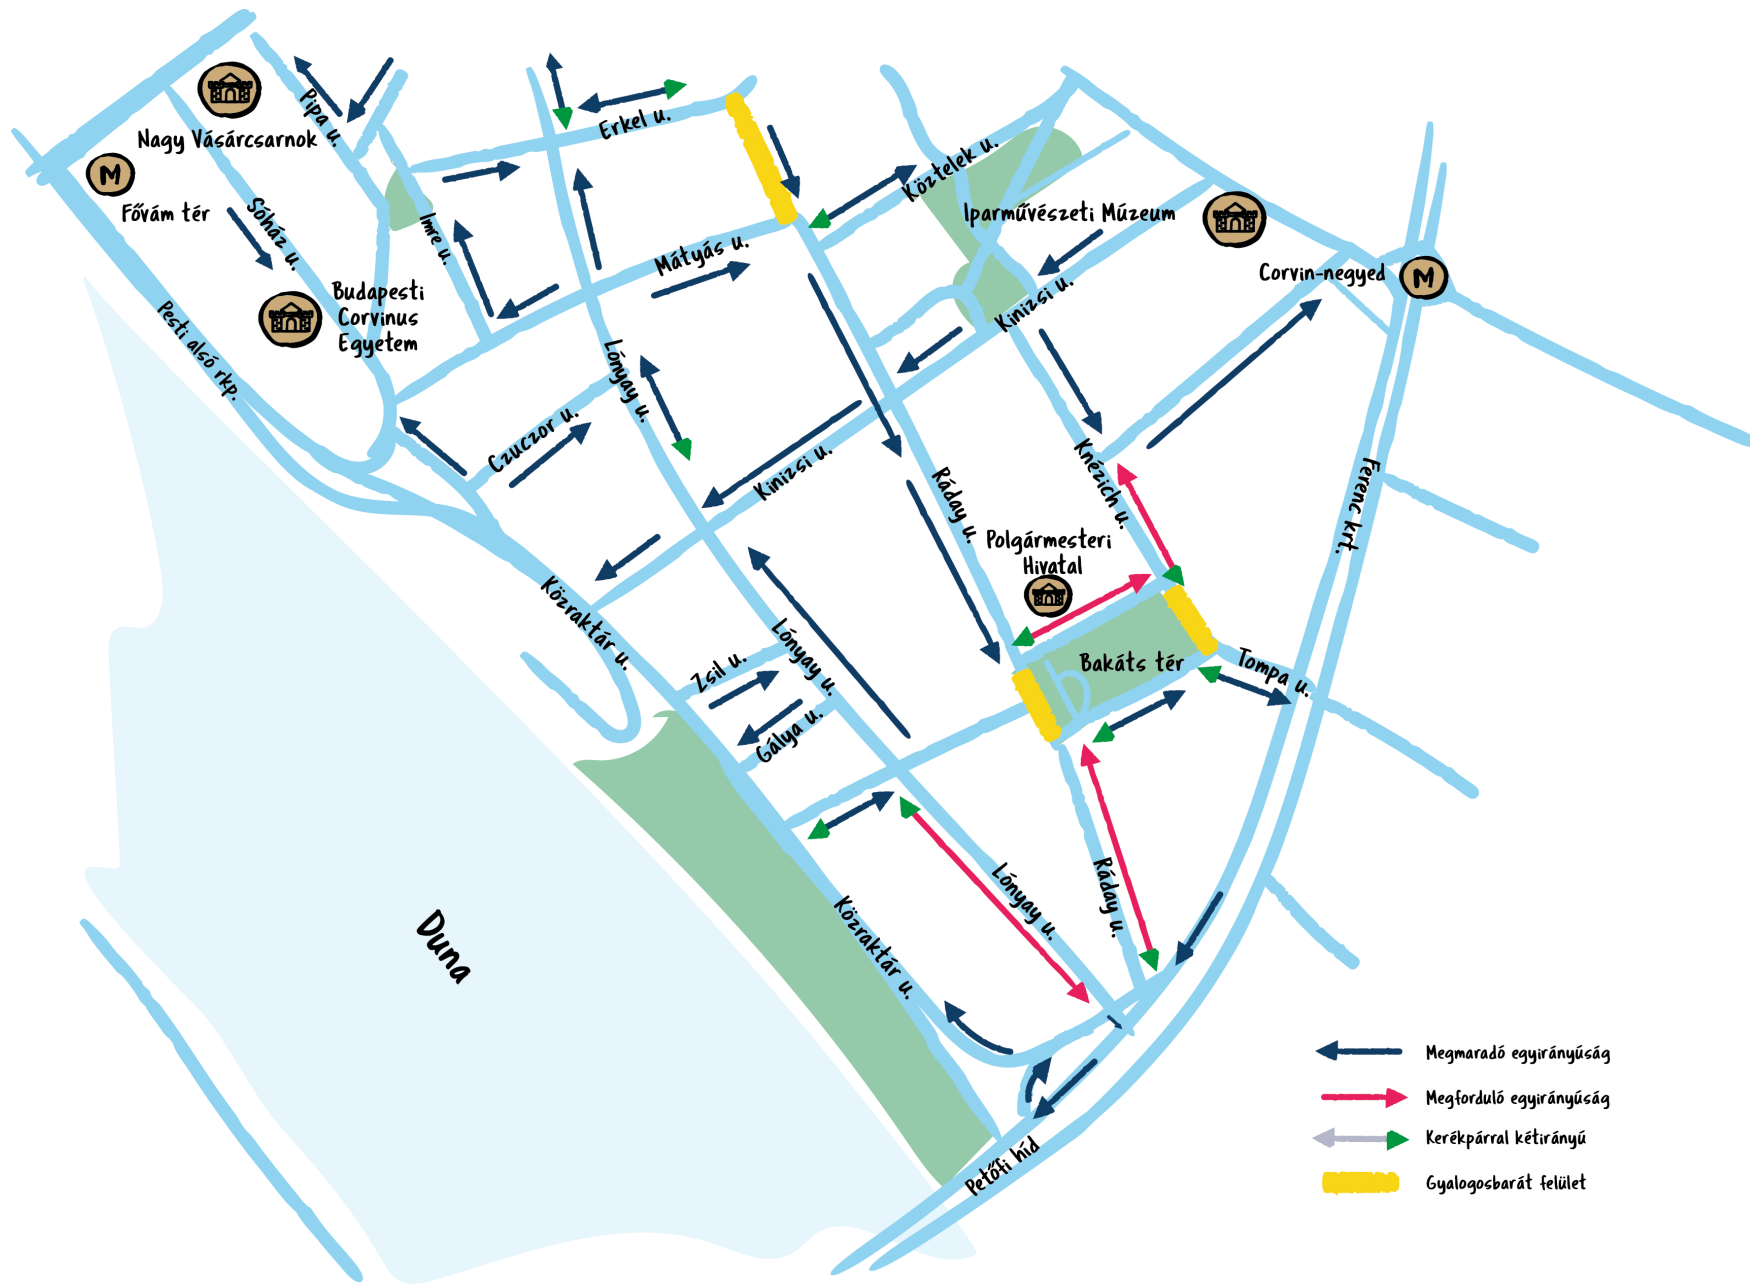 Nagy Vásárcsarnok
M
Fővám tér
Pipa u.
Sóház u.
Imre u.
Erkel u.
Mátyás u.
Köztelek u.
Iparművészeti Múzeum
Corvin-negyed
M
Kinizsi u.
Budapesti
Corvinus
Egyetem
Pesti alsó rkp.
Czuczor u.
Lónyay u.
Kinizsi u.
Ráday u.
Knézich u.
Ferenc krt.
Polgármesteri
Hivatal
Közraktár u.
Zsil u.
Lónyay u.
Gálya u.
Bakáts tér
Tompa u.
Lónyay u.
Ráday u.
Közraktár u.
Duna
Petőfi híd
Megmaradó egyirányúság
Megforduló egyirányúság
Kerékpárral kétirányú
Gyalogosbarát felület